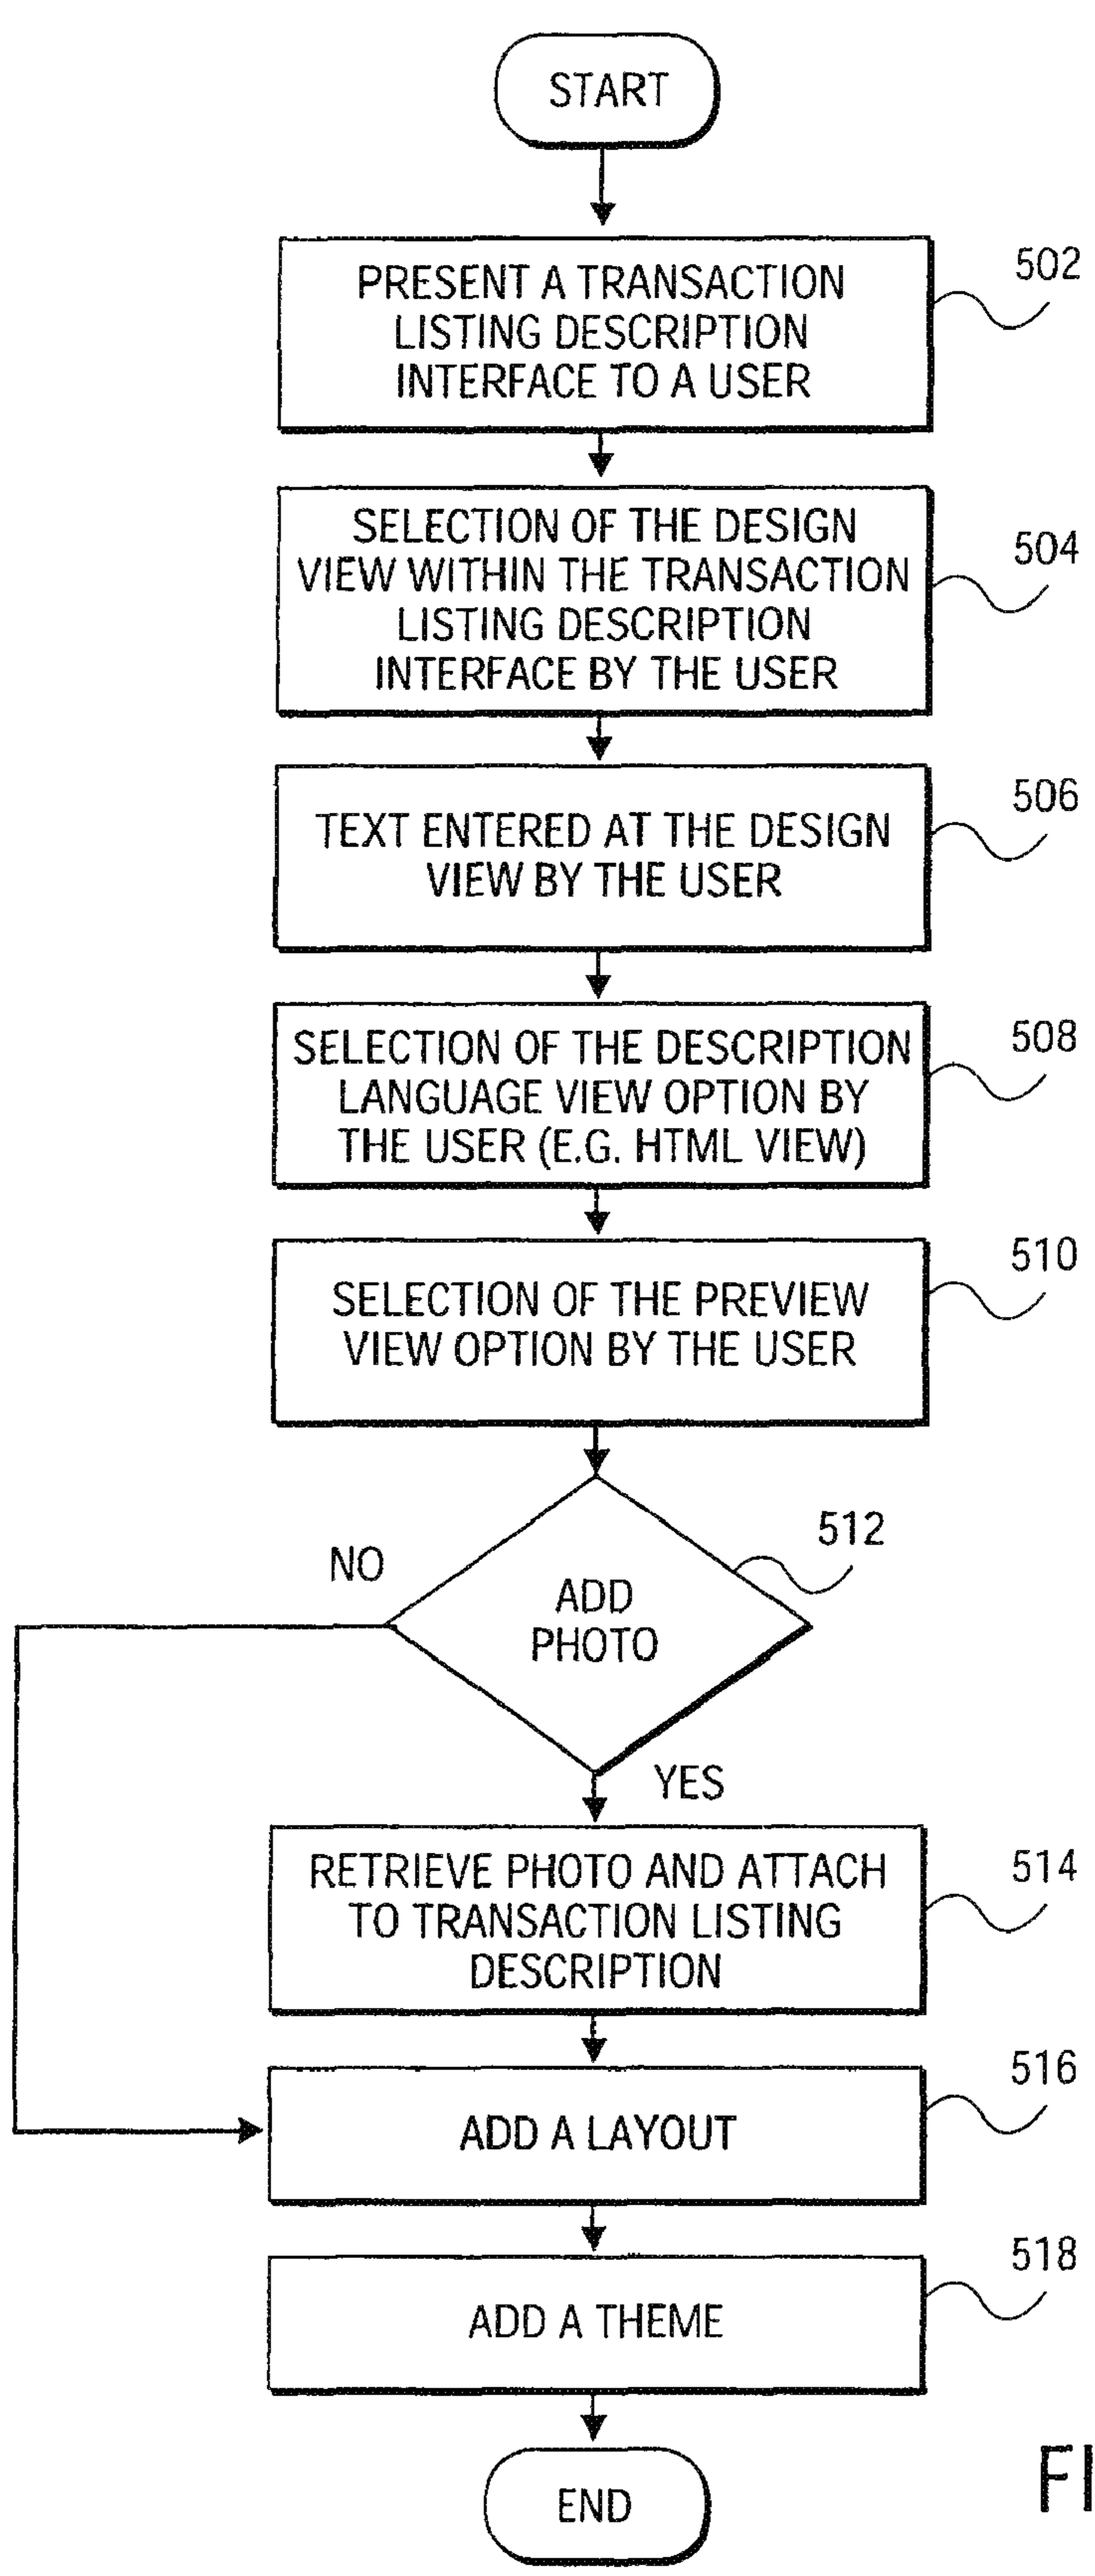 START
502
PRESENT A TRANSACTION
LISTING DESCRIPTION
INTERFACE TO A USER
504
SELECTION OF THE DESIGN
VIEW WITHIN THE TRANSACTION
LISTING DESCRIPTION
INTERFACE BY THE USER
506
TEXT ENTERED AT THE DESIGN
VIEW BY THE USER
508
SELECTION OF THE DESCRIPTION
LANGUAGE VIEW OPTION BY
THE USER (E.G. HTML VIEW)
510
SELECTION OF THE PREVIEW
VIEW OPTION BY THE USER
512
NO
ADD
PHOTO
YES
514
RETRIEVE PHOTO AND ATTACH
TO TRANSACTION LISTING
DESCRIPTION
516
ADD A LAYOUT
518
ADD A THEME
FI
END